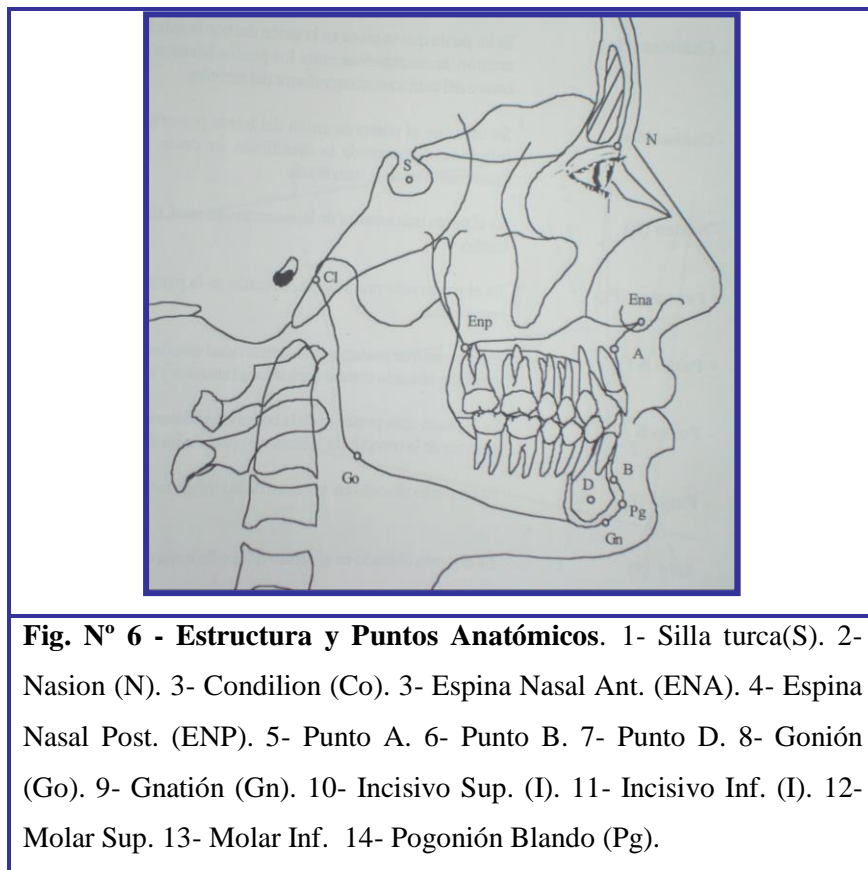 N
S
Cl
Ena
Enp
A
Go
B
D
Pg
Gn
Fig. Nº 6 - Estructura y Puntos Anatómicos. 1- Silla turca(S). 2-
Nasion (N). 3- Condilion (Co). 3- Espina Nasal Ant. (ENA). 4- Espina
Nasal Post. (ENP). 5- Punto A. 6- Punto B. 7- Punto D. 8- Gonión
(Go). 9- Gnatión (Gn). 10- Incisivo Sup. (I). 11- Incisivo Inf. (I). 12-
Molar Sup. 13- Molar Inf. 14- Pogonión Blando (Pg).